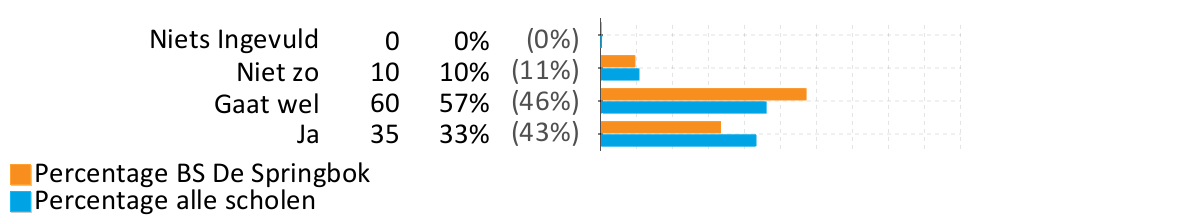 Niets Ingevuld 0 0% (0%)
Niet zo 10 10% (11%)
Gaat wel 60 57% (46%)
Ja 35 33% (43%)
Percentage BS De Springbok
Percentage alle scholen